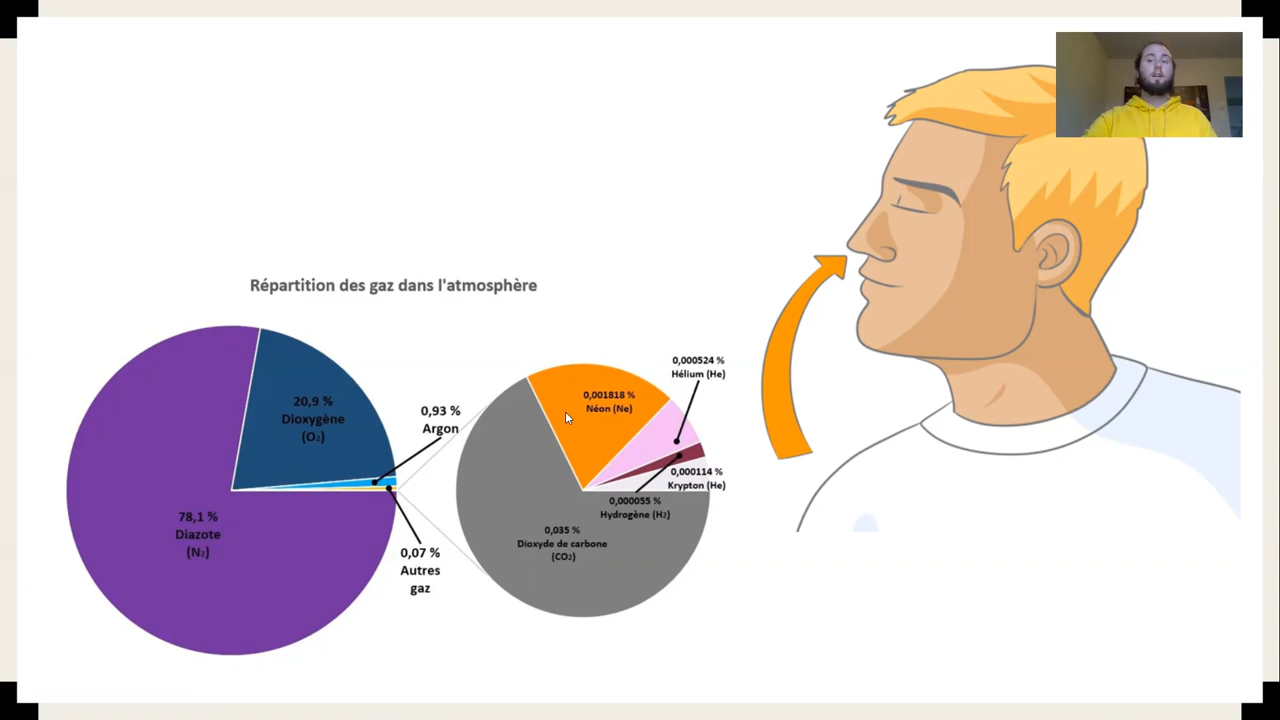 Répartition des gaz dans l'atmosphère
20,9 %
Dioxygène
(O₂)
0,93 %
Argon
78,1 %
Diazote
(N₂)
0,07 %
Autres
gaz
0,001818 %
Néon (Ne)
0,000524 %
Hélium (He)
0,000114 %
Krypton (He)
0,000055 %
Hydrogène (H₂)
0,035 %
Dioxyde de carbone
(CO₂)